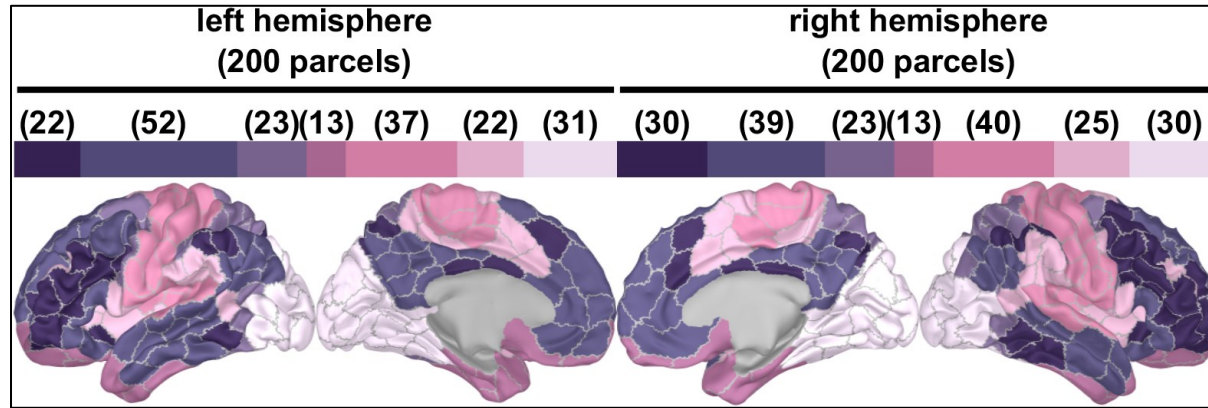 left hemisphere
(200 parcels)
(22) (52) (23) (13) (37) (22) (31)
right hemisphere
(200 parcels)
(30) (39) (23) (13) (40) (25) (30)